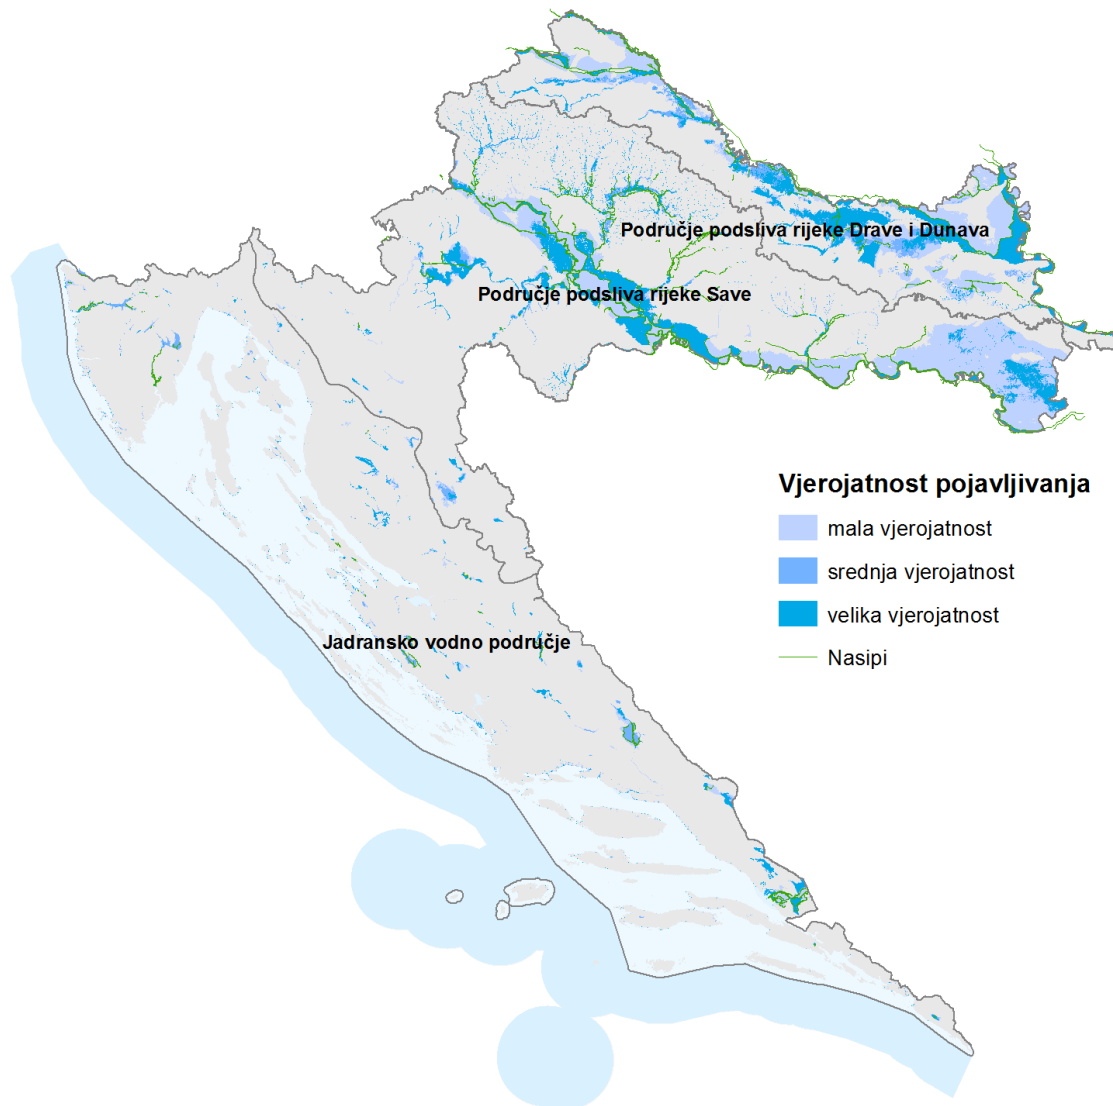 Područje podsliva rijeke Drave i Dunava
Područje podsliva rijeke Save
Vjerojatnost pojavljivanja
mala vjerojatnost
srednja vjerojatnost
velika vjerojatnost
Nasipi
Jadransko vodno područje